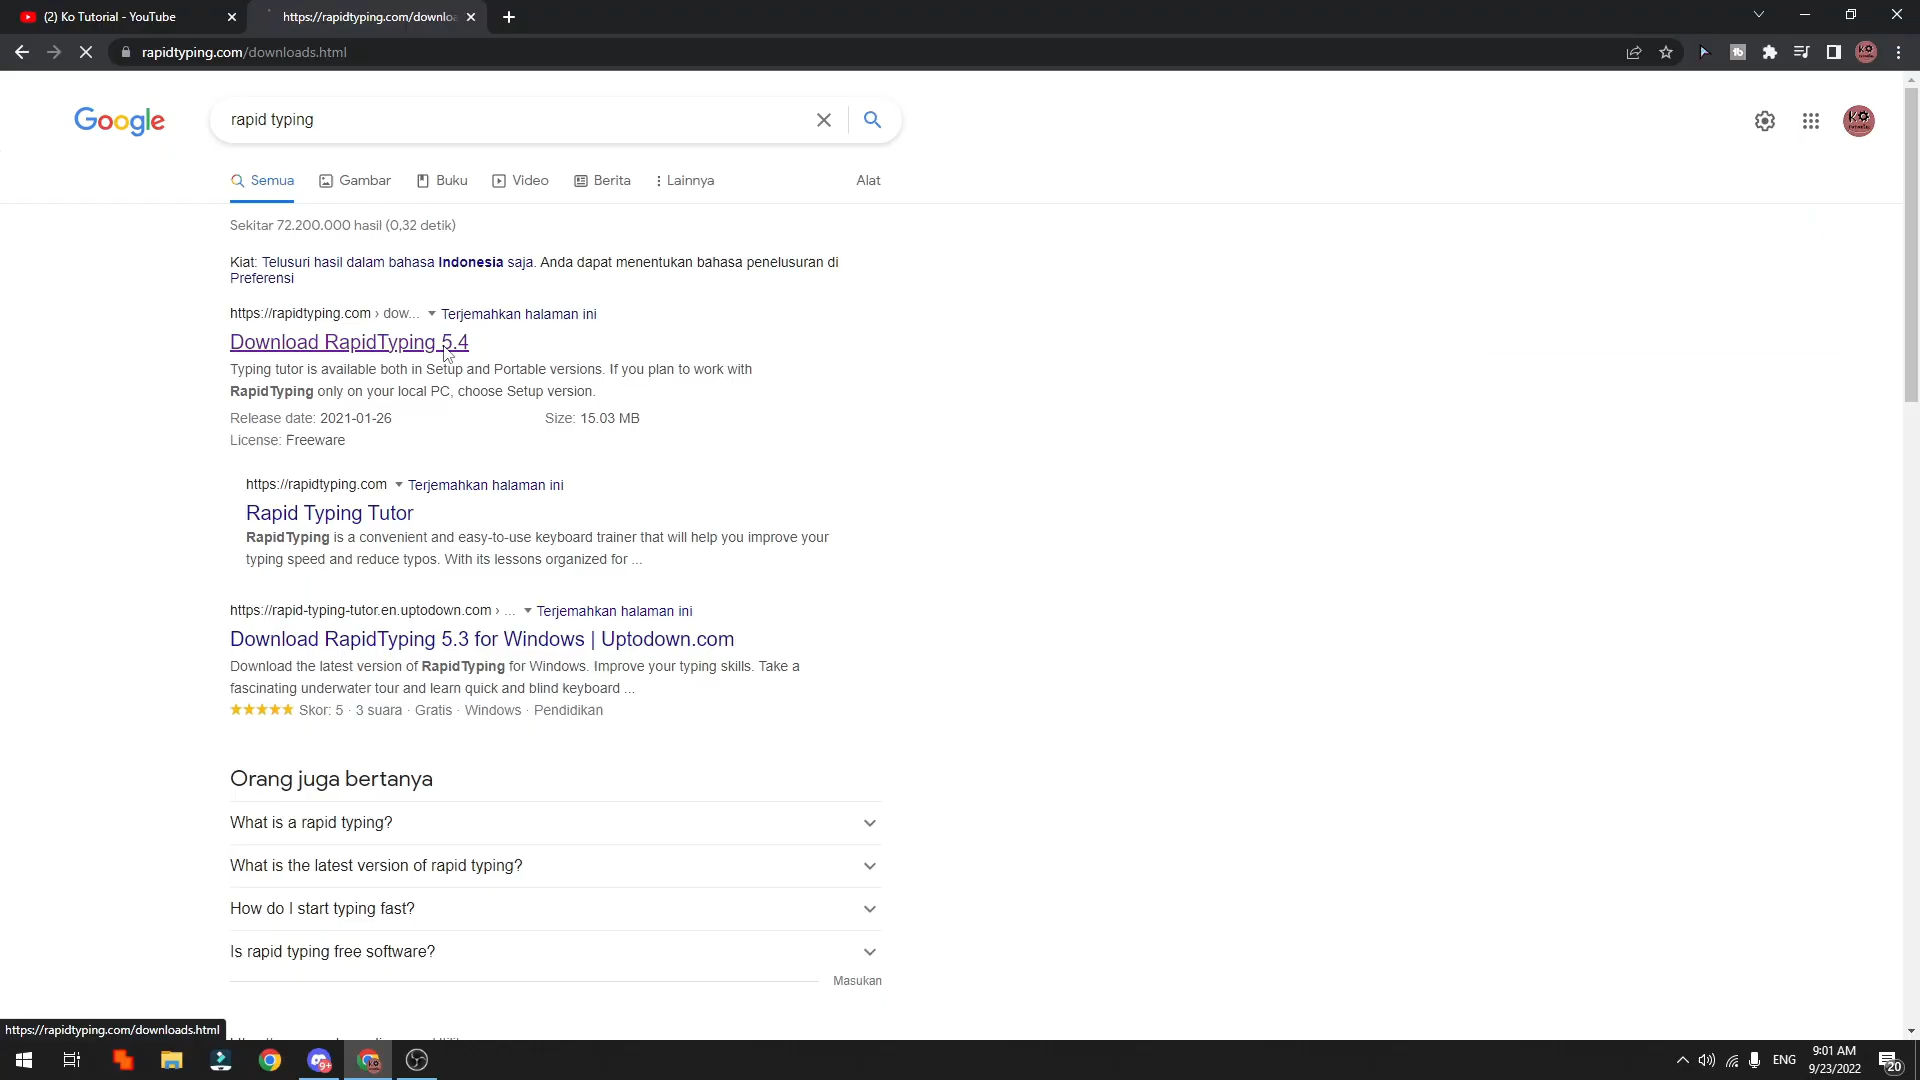 (2) Ko Tutorial - YouTube
https://rapidtyping.com/downlo
rapidtyping.com/downloads.html
Google
rapid typing
Semua
Gambar
Buku
Video
Berita
Lainnya
Alat
Sekitar 72.200.000 hasil (0,32 detik)
Kiat: Telusuri hasil dalam bahasa Indonesia saja. Anda dapat menentukan bahasa penelusuran di
Preferensi
https://rapidtyping.com › dow... Terjemahkan halaman ini
Download RapidTyping 5.4
Typing tutor is available both in Setup and Portable versions. If you plan to work with
RapidTyping only on your local PC, choose Setup version.
Release date: 2021-01-26
Size: 15.03 MB
License: Freeware
https://rapidtyping.com Terjemahkan halaman ini
Rapid Typing Tutor
RapidTyping is a convenient and easy-to-use keyboard trainer that will help you improve your
typing speed and reduce typos. With its lessons organized for ...
https://rapid-typing-tutor.en.uptodown.com › ... Terjemahkan halaman ini
Download RapidTyping 5.3 for Windows | Uptodown.com
Download the latest version of RapidTyping for Windows. Improve your typing skills. Take a
fascinating underwater tour and learn quick and blind keyboard ...
Skor: 5 · 3 suara · Gratis · Windows · Pendidikan
Orang juga bertanya
What is a rapid typing?
What is the latest version of rapid typing?
How do I start typing fast?
Is rapid typing free software?
Masukan
https://rapidtyping.com/downloads.html
9+
ENG
9:01 AM
9/23/2022
20